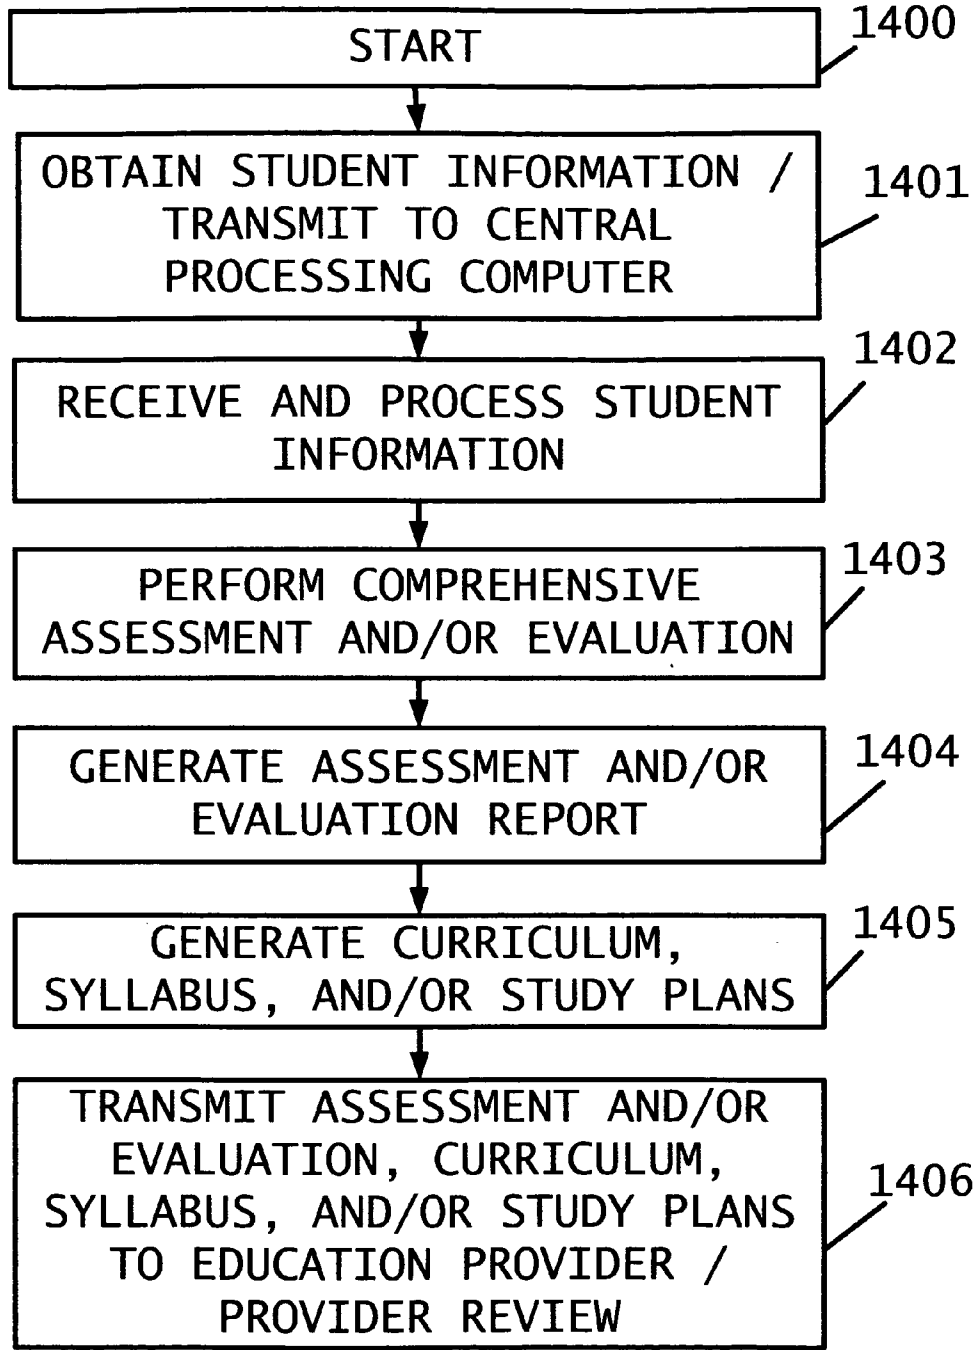 START
1400
OBTAIN STUDENT INFORMATION /
TRANSMIT TO CENTRAL
PROCESSING COMPUTER
1401
RECEIVE AND PROCESS STUDENT
INFORMATION
1402
PERFORM COMPREHENSIVE
ASSESSMENT AND/OR EVALUATION
1403
GENERATE ASSESSMENT AND/OR
EVALUATION REPORT
1404
GENERATE CURRICULUM,
SYLLABUS, AND/OR STUDY PLANS
1405
TRANSMIT ASSESSMENT AND/OR
EVALUATION, CURRICULUM,
SYLLABUS, AND/OR STUDY PLANS
TO EDUCATION PROVIDER /
PROVIDER REVIEW
1406